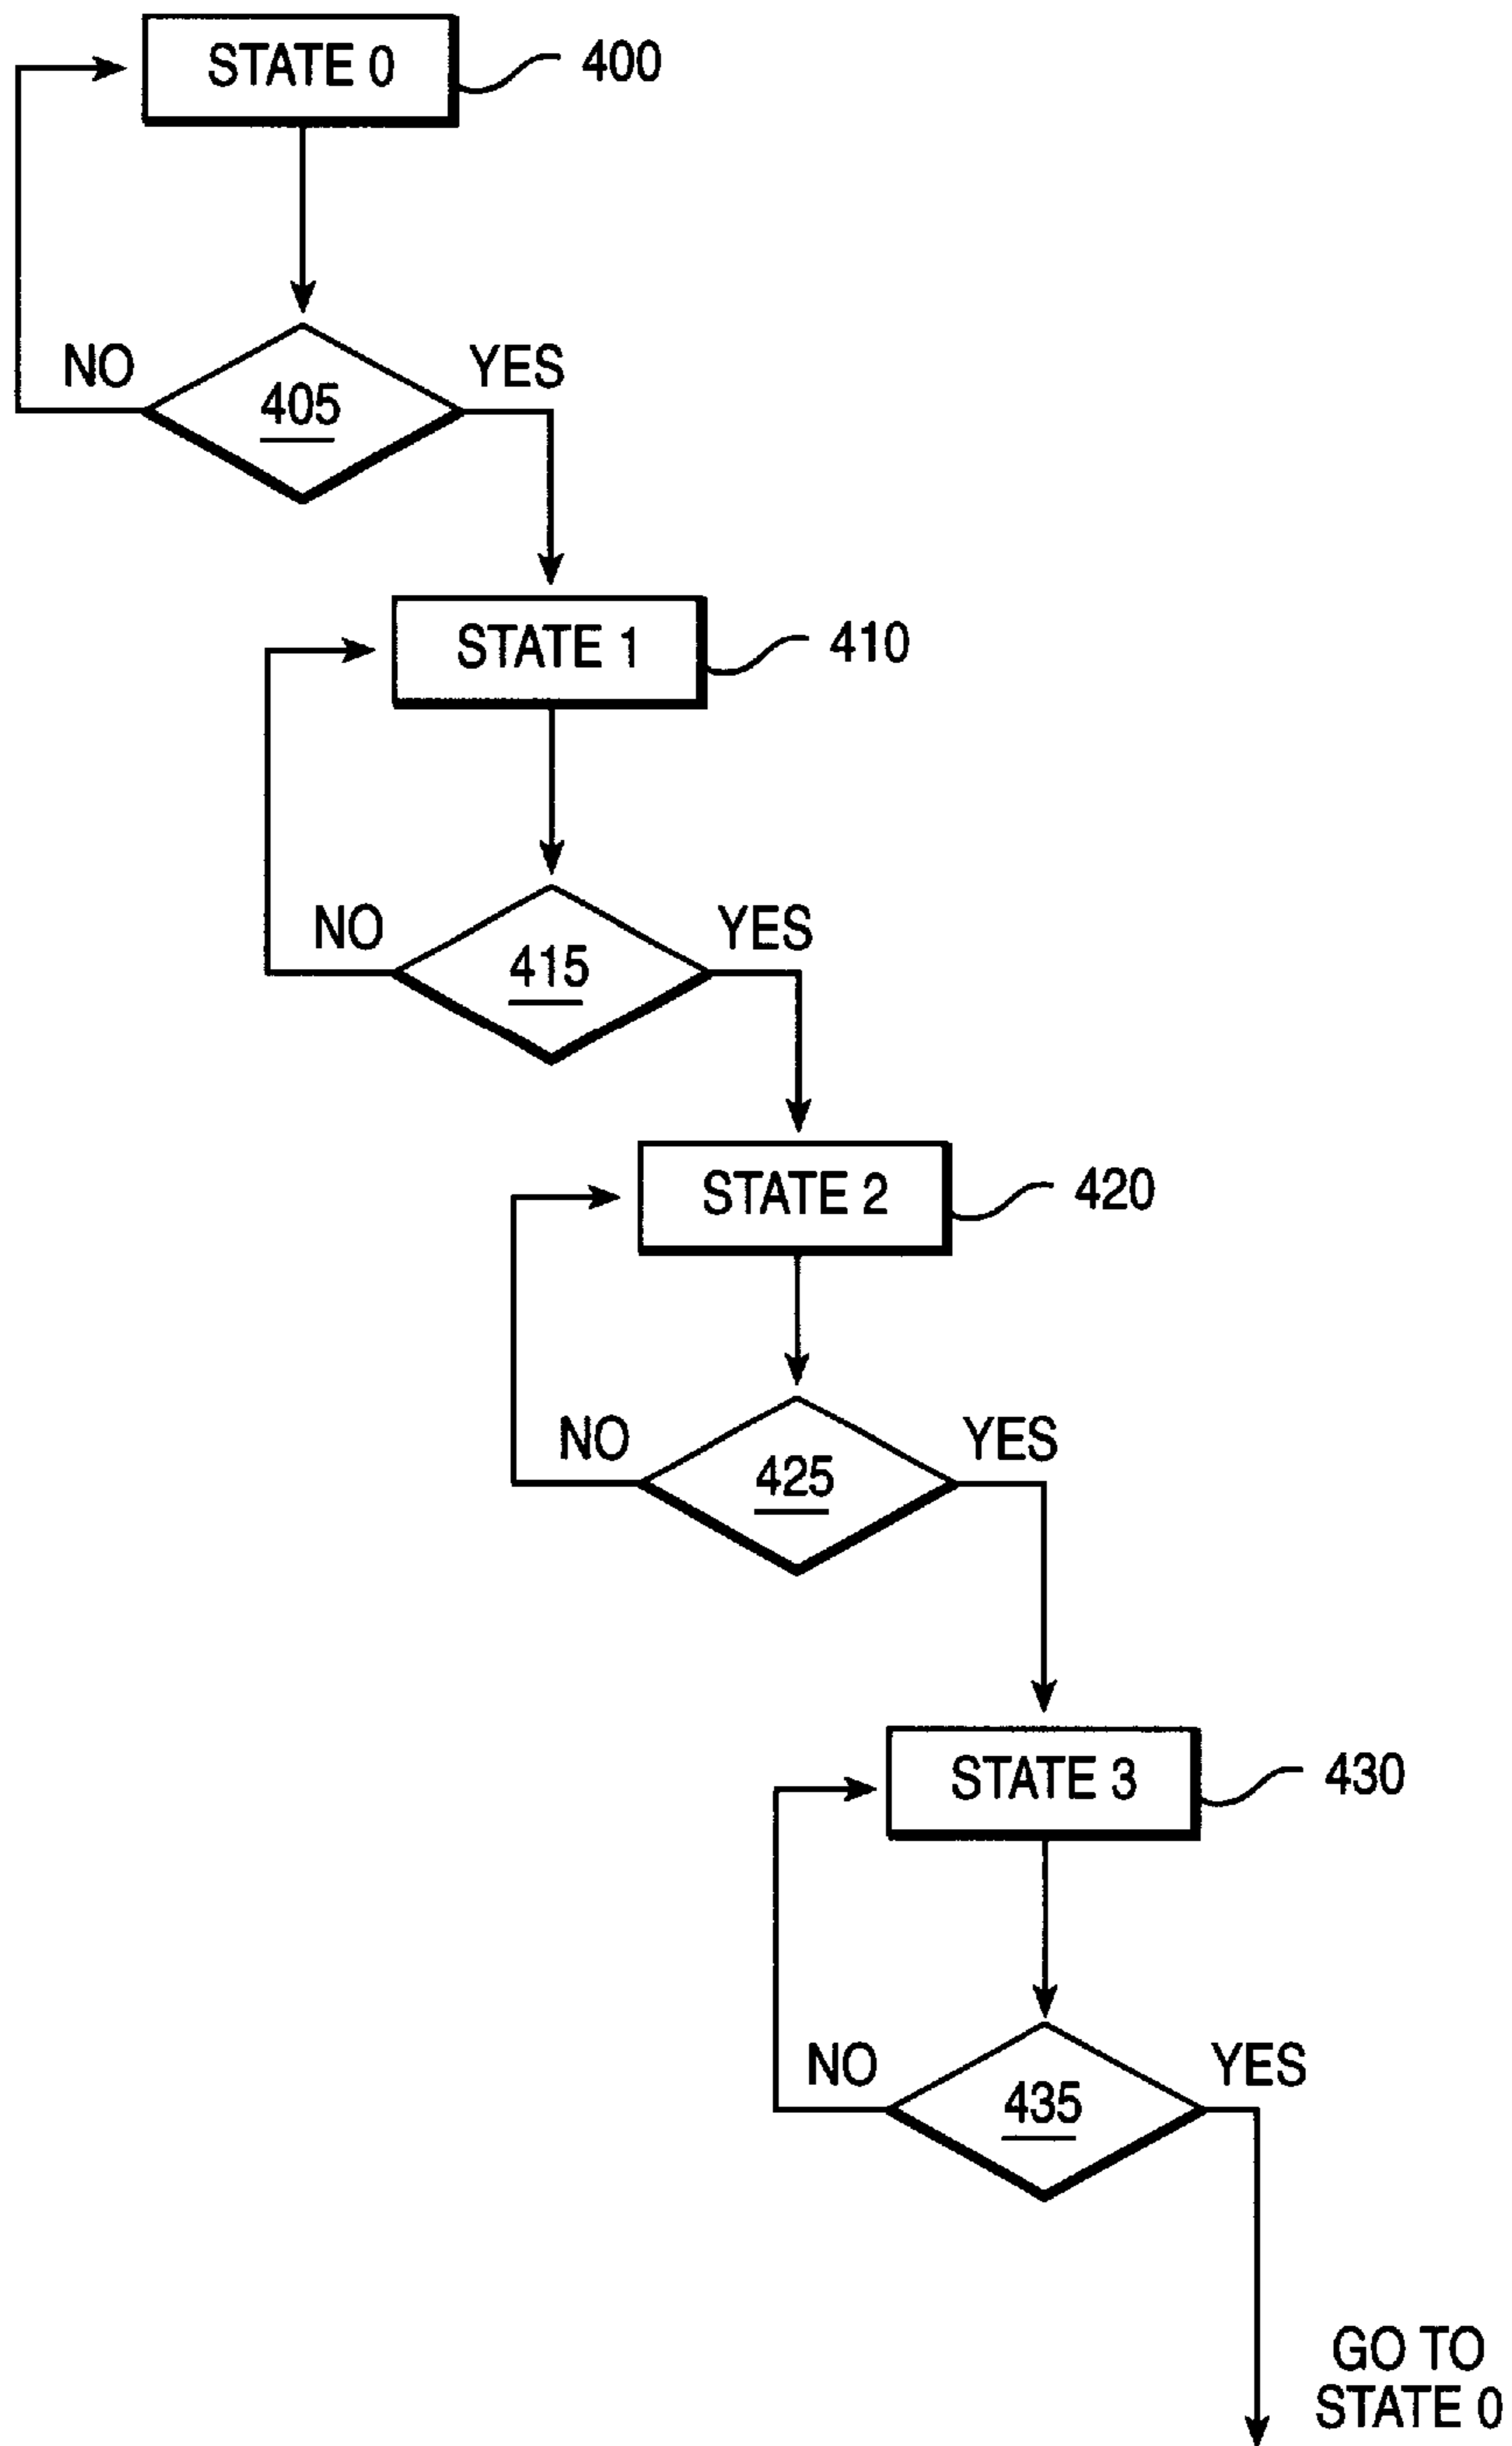 STATE 0
400
NO
YES
405
STATE 1
410
NO
YES
415
STATE 2
420
NO
YES
425
STATE 3
430
NO
YES
435
GO TO
STATE 0